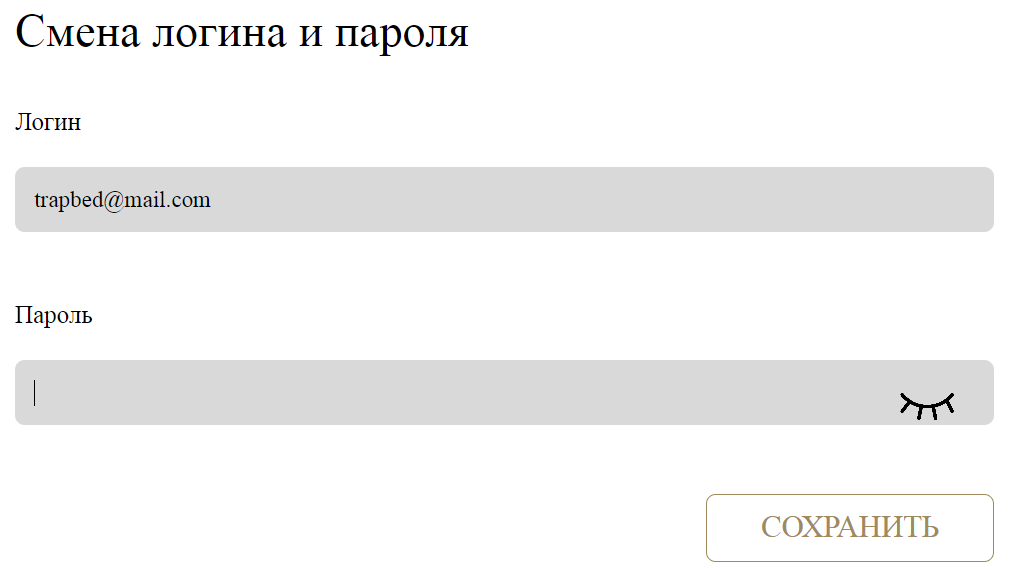 Смена логина и пароля
Логин
trapbed@mail.com
Пароль
СОХРАНИТЬ